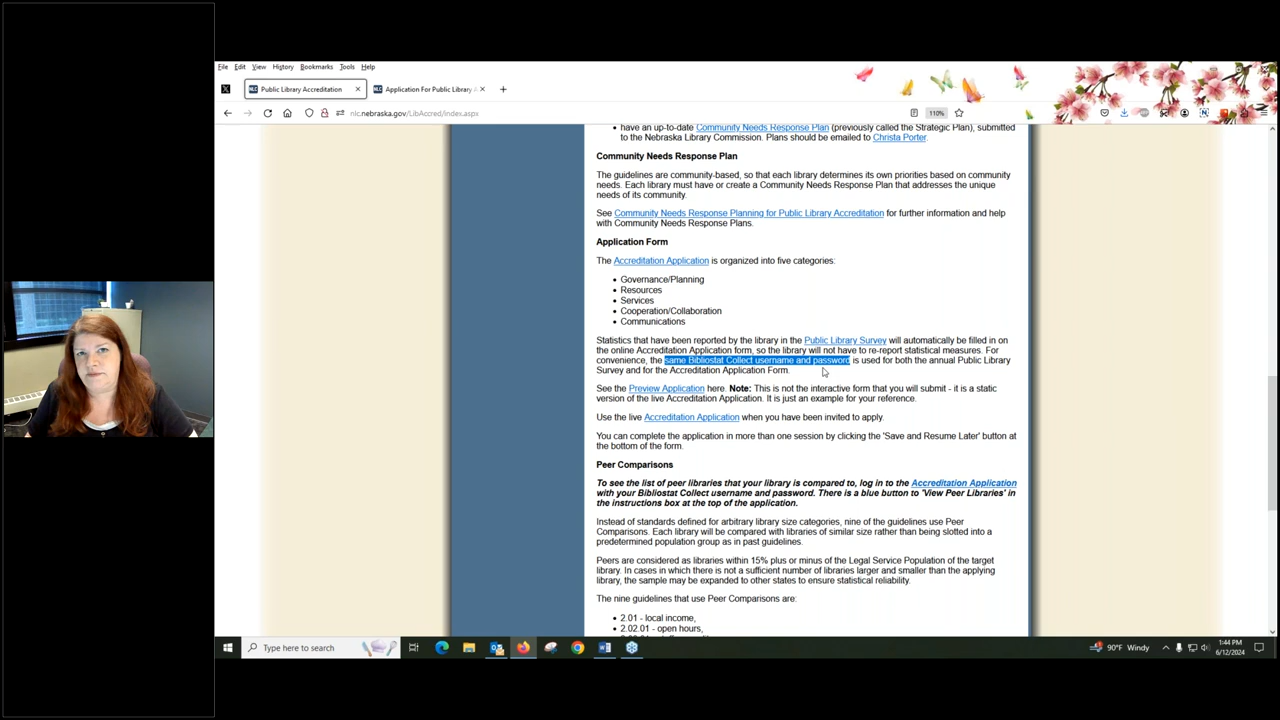 File Edit View History Bookmarks Tools Help
Public Library Accreditation
Application For Public Library
nlc.nebraska.gov/LibAccred/index.aspx
110%
have an up-to-date Community Needs Response Plan (previously called the Strategic Plan), submitted
to the Nebraska Library Commission. Plans should be emailed to Christa Porter.
Community Needs Response Plan
The guidelines are community-based, so that each library determines its own priorities based on community
needs. Each library must have or create a Community Needs Response Plan that addresses the unique
needs of its community.
See Community Needs Response Planning for Public Library Accreditation for further information and help
with Community Needs Response Plans.
Application Form
The Accreditation Application is organized into five categories:
Governance/Planning
Resources
Services
Cooperation/Collaboration
Communications
Statistics that have been reported by the library in the Public Library Survey will automatically be filled in on
the online Accreditation Application form, so the library will not have to re-report statistical measures. For
convenience, the same Bibliostat Collect username and password is used for both the annual Public Library
Survey and for the Accreditation Application Form.
See the Preview Application here. Note: This is not the interactive form that you will submit - it is a static
version of the live Accreditation Application. It is just an example for your reference.
Use the live Accreditation Application when you have been invited to apply.
You can complete the application in more than one session by clicking the 'Save and Resume Later' button at
the bottom of the form.
Peer Comparisons
To see the list of peer libraries that your library is compared to, log in to the Accreditation Application
with your Bibliostat Collect username and password. There is a blue button to 'View Peer Libraries' in
the instructions box at the top of the application.
Instead of standards defined for arbitrary library size categories, nine of the guidelines use Peer
Comparisons. Each library will be compared with libraries of similar size rather than being slotted into a
predetermined population group as in past guidelines.
Peers are considered as libraries within 15% plus or minus of the Legal Service Population of the target
library. In cases in which there is not a sufficient number of libraries larger and smaller than the applying
library, the sample may be expanded to other states to ensure statistical reliability.
The nine guidelines that use Peer Comparisons are:
2.01 - local income,
2.02.01 - open hours,
Type here to search
90°F Windy
1:44 PM
6/12/2024